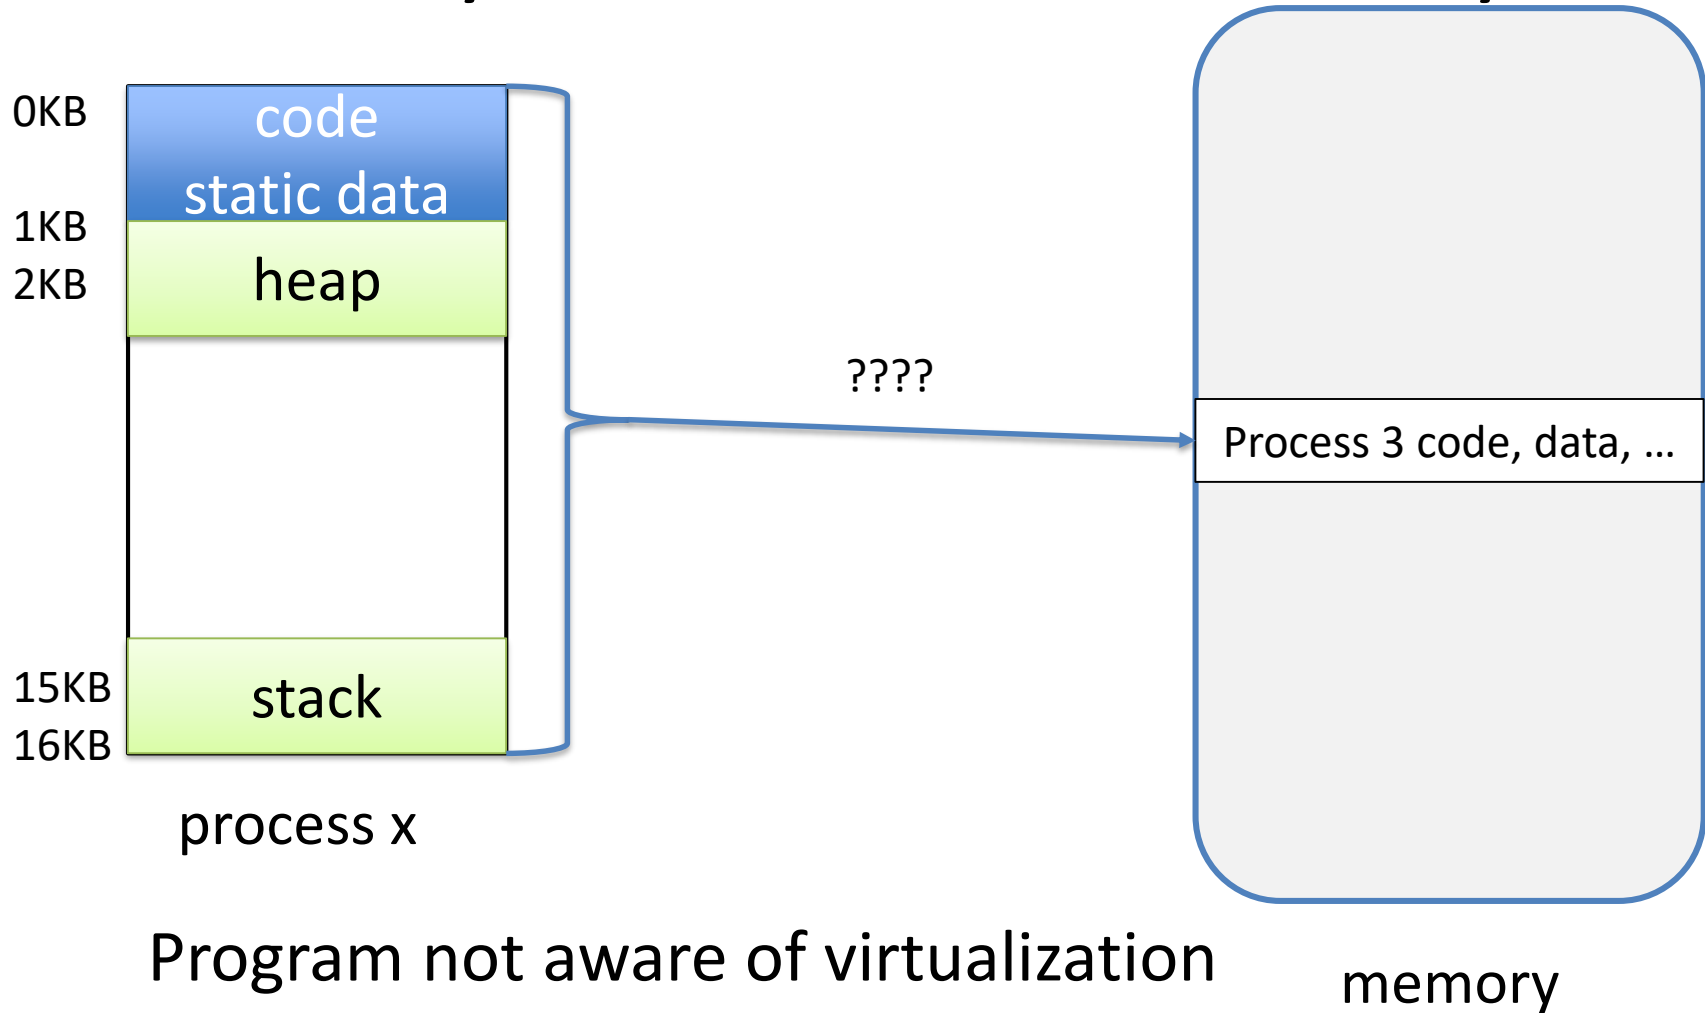 0KB
code
static data
1KB
heap
2KB
????
Process 3 code, data, ...
15KB
stack
16KB
process x
Program not aware of virtualization
memory